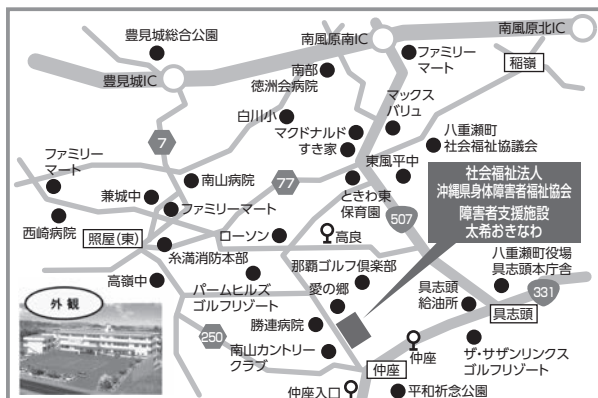 豊見城総合公園
南風原南IC
南風原北IC
ファミリー
マート
稲嶺
豊見城IC
南部
徳洲会病院
マックス
バリュ
白川小
マクドナルド
すき家
八重瀬町
社会福祉協議会
7
ファミリー
マート
南山病院
77
東風平中
社会福祉法人
沖縄県身体障害者福祉協会
障害者支援施設
太希おきなわ
兼城中
ファミリーマート
ときわ東
保育園
507
西崎病院
照屋(東)
ローソン
高良
糸満消防本部
那覇ゴルフ倶楽部
八重瀬町役場
具志頭本庁舎
高嶺中
パームヒルズ
ゴルフリゾート
愛の郷
具志頭
給油所
331
外観
勝連病院
具志頭
250
南山カントリー
クラブ
仲座
仲座
ザ・サザンリンクス
ゴルフリゾート
仲座入口
平和祈念公園